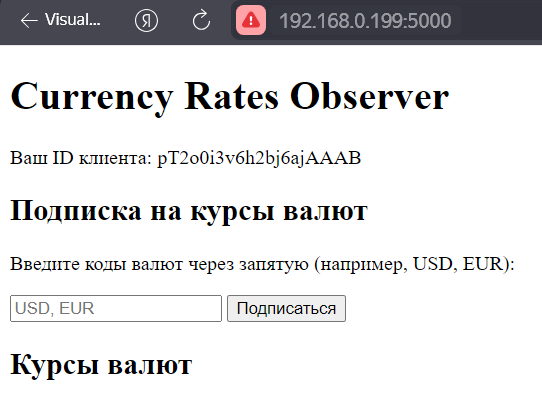 Visual...
Я
192.168.0.199:5000
Currency Rates Observer
Ваш ID клиента: pT2o0i3v6h2bj6ajAAAB
Подписка на курсы валют
Введите коды валют через запятую (например, USD, EUR):
USD, EUR
Подписаться
Курсы валют